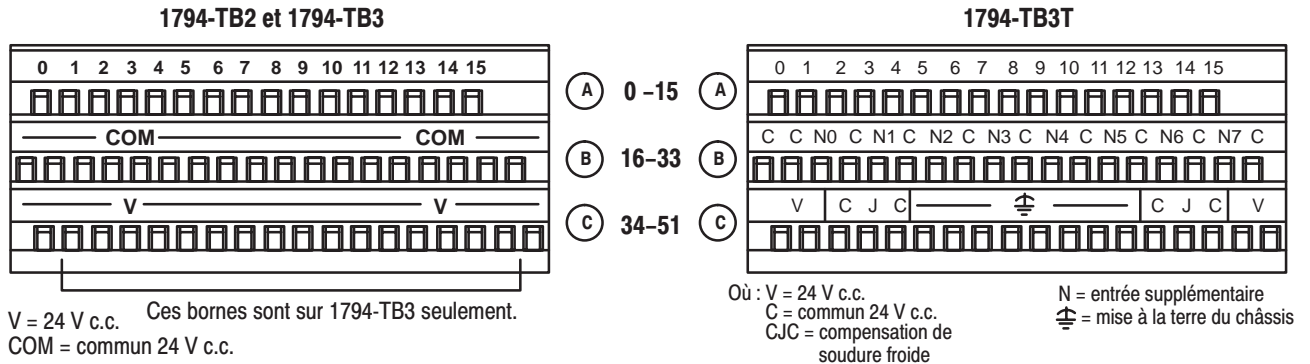 1794-TB2 et 1794-TB3
0 1 2 3 4 5 6 7 8 9 10 11 12 13 14 15
COM COM
V V
Ces bornes sont sur 1794-TB3 seulement.
V = 24 V c.c.
COM = commun 24 V c.c.
A 0 –15 A
B 16–33 B
C 34–51 C
1794-TB3T
0 1 2 3 4 5 6 7 8 9 10 11 12 13 14 15
C C N0 C N1 C N2 C N3 C N4 C N5 C N6 C N7 C
V C J C C J C V
Où : V = 24 V c.c.
C = commun 24 V c.c.
CJC = compensation de
soudure froide
N = entrée supplémentaire
= mise à la terre du châssis